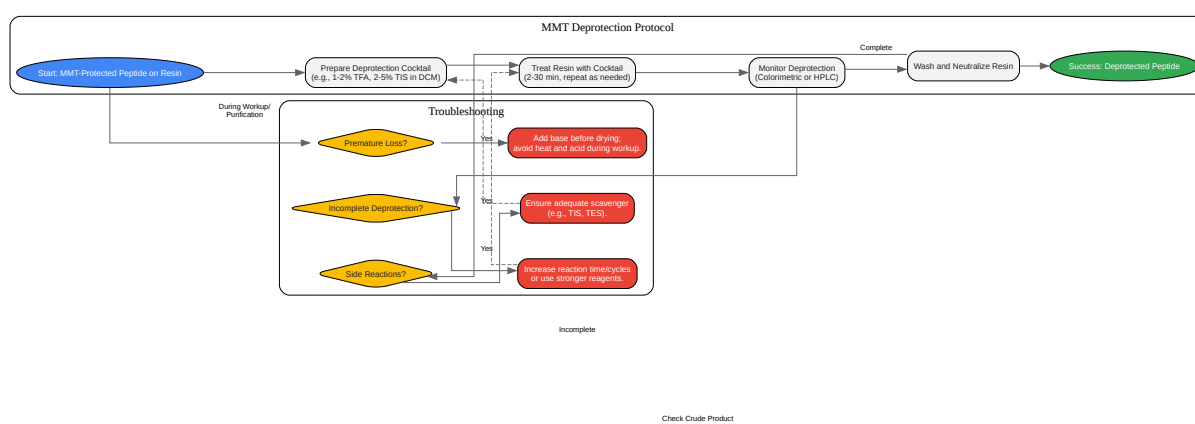 MMT Deprotection Protocol
Start: MMT-Protected Peptide on Resin
Prepare Deprotection Cocktail
(e.g., 1-2% TFA, 2-5% TIS in DCM)
Treat Resin with Cocktail
(2-30 min, repeat as needed)
Monitor Deprotection
(Colorimetric or HPLC)
Complete
Wash and Neutralize Resin
Success: Deprotected Peptide
During Workup/
Purification
Troubleshooting
Premature Loss?
Yes
Add base before drying;
avoid heat and acid during workup.
Incomplete Deprotection?
Yes
Ensure adequate scavenger
(e.g., TIS, TES).
Side Reactions?
Yes
Increase reaction time/cycles
or use stronger reagents.
Incomplete
Check Crude Product